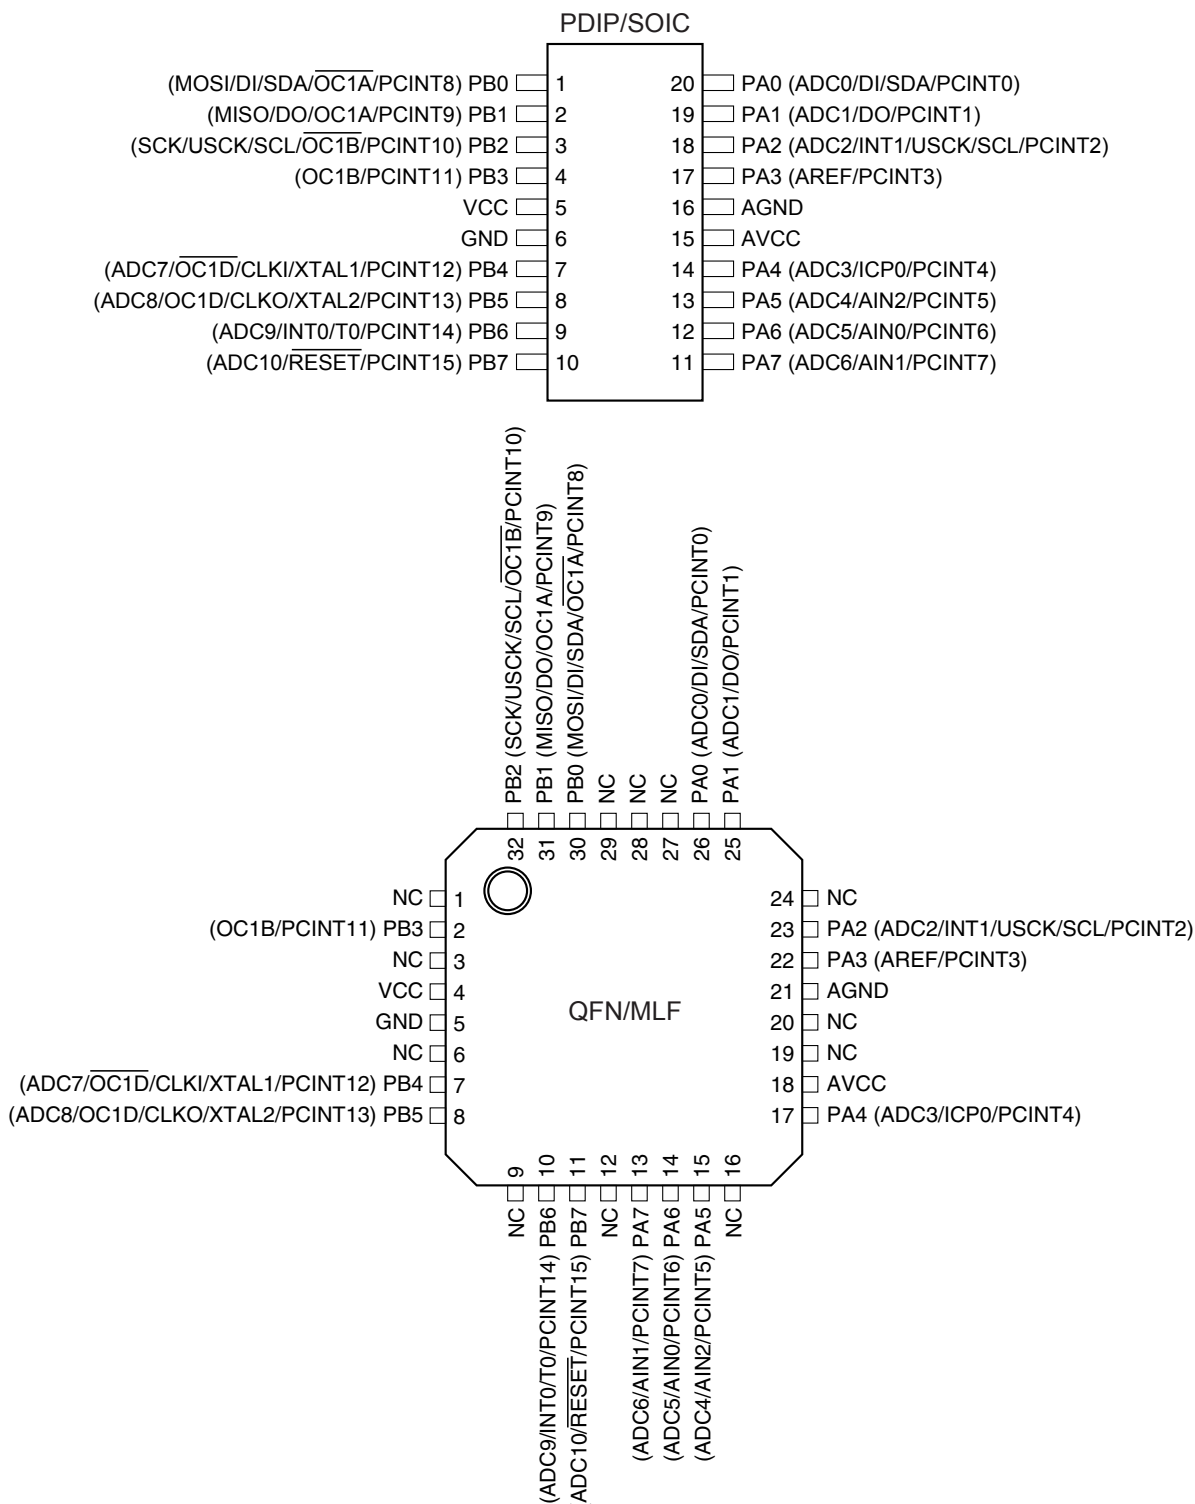 PDIP/SOIC
(MOSI/DI/SDA/OC1A/PCINT8) PB0
1
20
PA0 (ADC0/DI/SDA/PCINT0)
(MISO/DO/OC1A/PCINT9) PB1
2
19
PA1 (ADC1/DO/PCINT1)
(SCK/USCK/SCL/OC1B/PCINT10) PB2
3
18
PA2 (ADC2/INT1/USCK/SCL/PCINT2)
(OC1B/PCINT11) PB3
4
17
PA3 (AREF/PCINT3)
VCC
5
16
AGND
GND
6
15
AVCC
(ADC7/OC1D/CLKI/XTAL1/PCINT12) PB4
7
14
PA4 (ADC3/ICP0/PCINT4)
(ADC8/OC1D/CLKO/XTAL2/PCINT13) PB5
8
13
PA5 (ADC4/AIN2/PCINT5)
(ADC9/INT0/T0/PCINT14) PB6
9
12
PA6 (ADC5/AIN0/PCINT6)
(ADC10/RESET/PCINT15) PB7
10
11
PA7 (ADC6/AIN1/PCINT7)
PB2 (SCK/USCK/SCL/OC1B/PCINT10)
PB1 (MISO/DO/OC1A/PCINT9)
PB0 (MOSI/DI/SDA/OC1A/PCINT8)
NC
NC
NC
PA0 (ADC0/DI/SDA/PCINT0)
PA1 (ADC1/DO/PCINT1)
32
31
30
29
28
27
26
25
NC
1
24
NC
(OC1B/PCINT11) PB3
2
23
PA2 (ADC2/INT1/USCK/SCL/PCINT2)
NC
3
22
PA3 (AREF/PCINT3)
VCC
4
21
AGND
QFN/MLF
GND
5
20
NC
NC
6
19
NC
(ADC7/OC1D/CLKI/XTAL1/PCINT12) PB4
7
18
AVCC
(ADC8/OC1D/CLKO/XTAL2/PCINT13) PB5
8
17
PA4 (ADC3/ICP0/PCINT4)
9
10
11
12
13
14
15
16
NC
(ADC9/INT0/T0/PCINT14) PB6
ADC10/RESET/PCINT15) PB7
NC
(ADC6/AIN1/PCINT7) PA7
(ADC5/AIN0/PCINT6) PA6
(ADC4/AIN2/PCINT5) PA5
NC